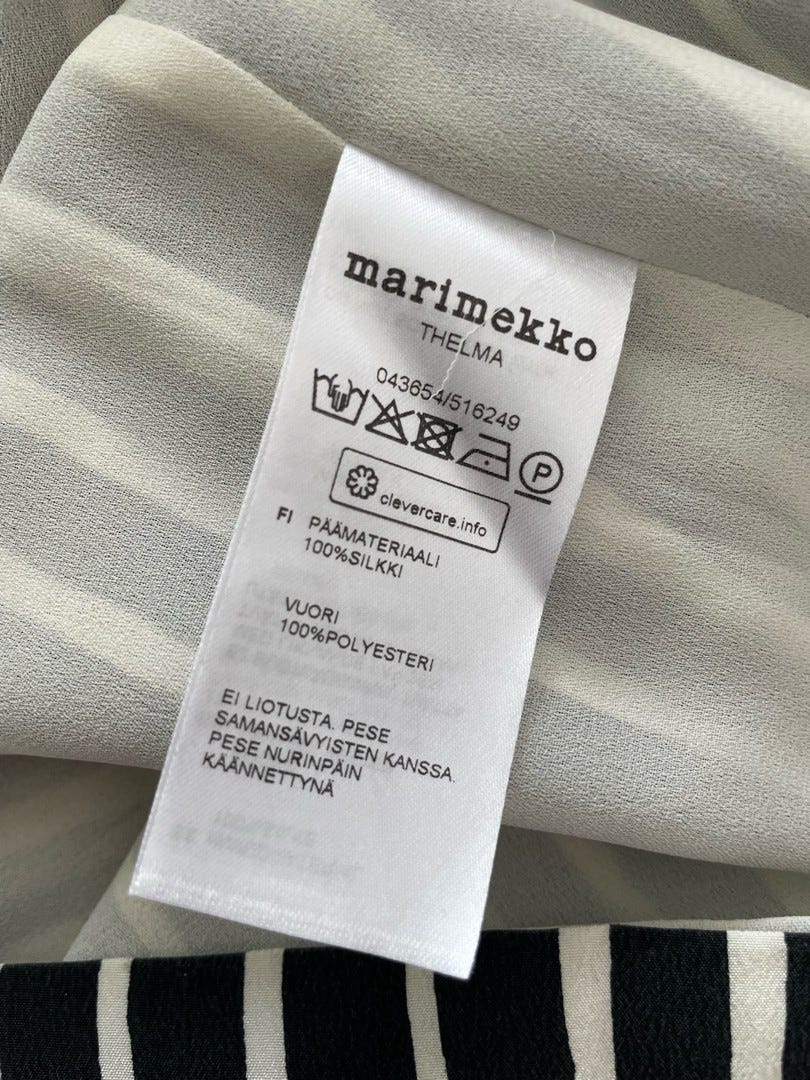 marimekko
THELMA
043654/516249
P
clevercare.info
FI PÄÄMATERIAALI
100%SILKKI
VUORI
100%POLYESTERI
EI LIOTUSTA. PESE
SAMANSÄVYISTEN KANSSA.
PESE NURINPÄIN
KÄÄNNETTYNÄ